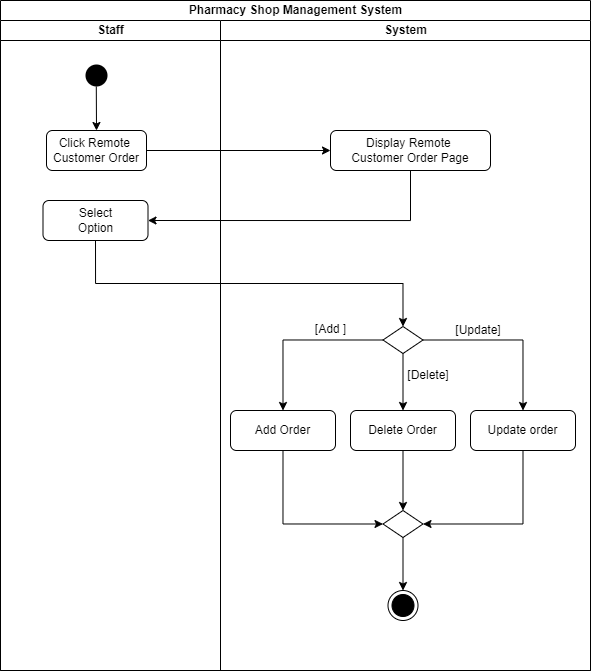 Pharmacy Shop Management System
Staff
System
Click Remote
Customer Order
Display Remote
Customer Order Page
Select
Option
[Add ]
[Update]
[Delete]
Add Order
Delete Order
Update order